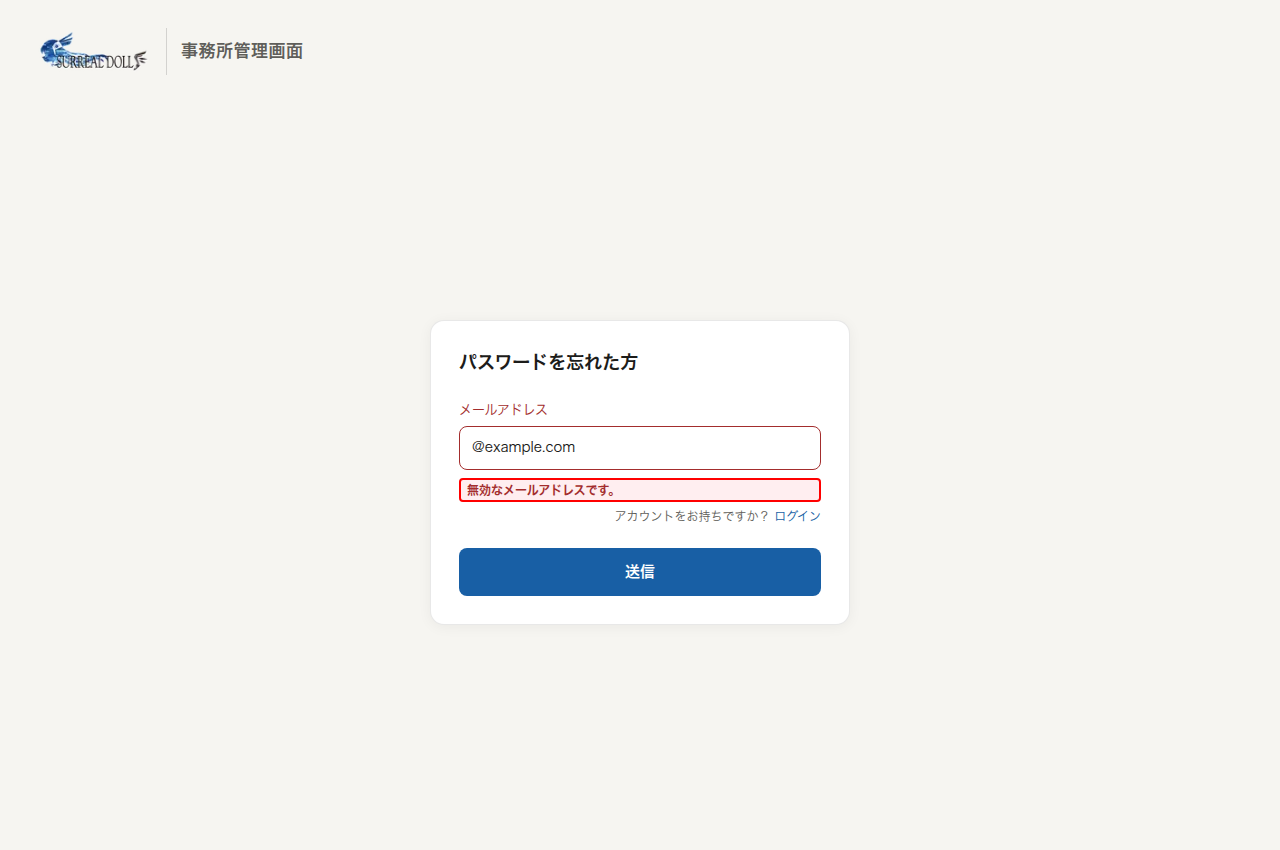 SURREAL DOLLS
事務所管理画面
パスワードを忘れた方
メールアドレス
@example.com
無効なメールアドレスです。
アカウントをお持ちですか？ ログイン
送信